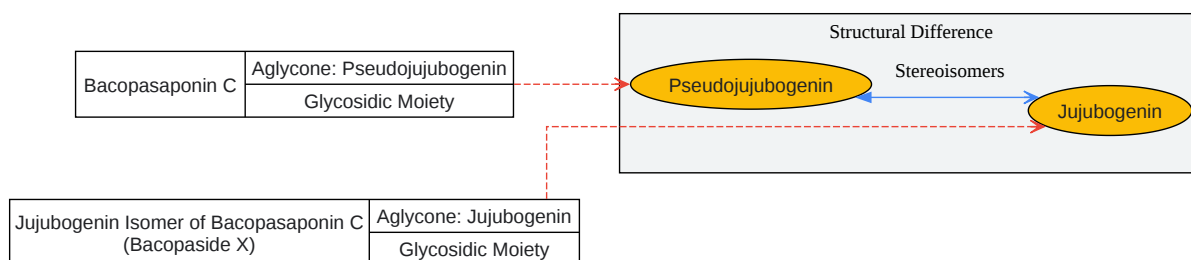 Structural Difference
Bacopasaponin C
Aglycone: Pseudojujubogenin
Glycosidic Moiety
Pseudojujubogenin
Stereoisomers
Jujubogenin
Jujubogenin Isomer of Bacopasaponin C
(Bacopaside X)
Aglycone: Jujubogenin
Glycosidic Moiety